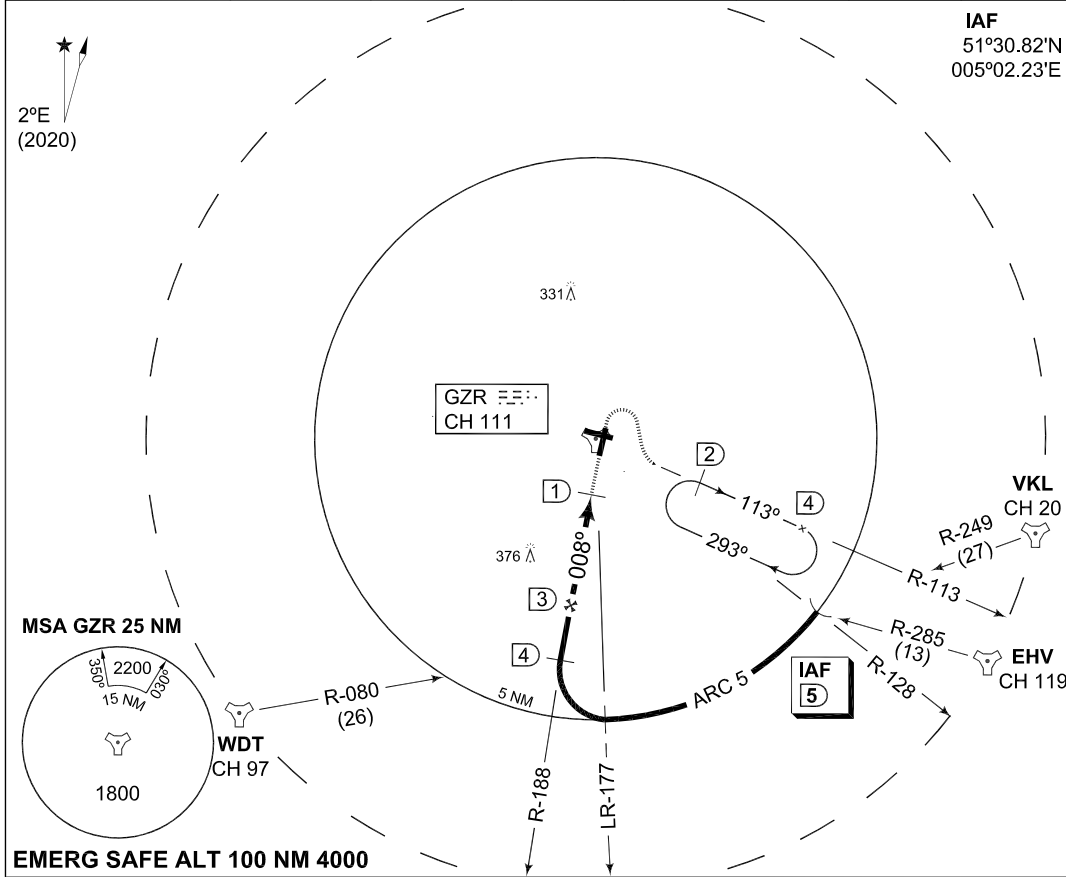 IAF
51º30.82'N
005º02.23'E
2ºE
(2020)
331
GZR
CH 111
2
1
113º
4
293º
VKL
CH 20
R-249
(27)
R-113
376
008º
3
4
R-285
(13)
EHV
CH 119
R-128
IAF
5
ARC 5
5 NM
MSA GZR 25 NM
350º
2200
030º
15 NM
1800
R-080
(26)
WDT
CH 97
R-188
LR-177
EMERG SAFE ALT 100 NM 4000